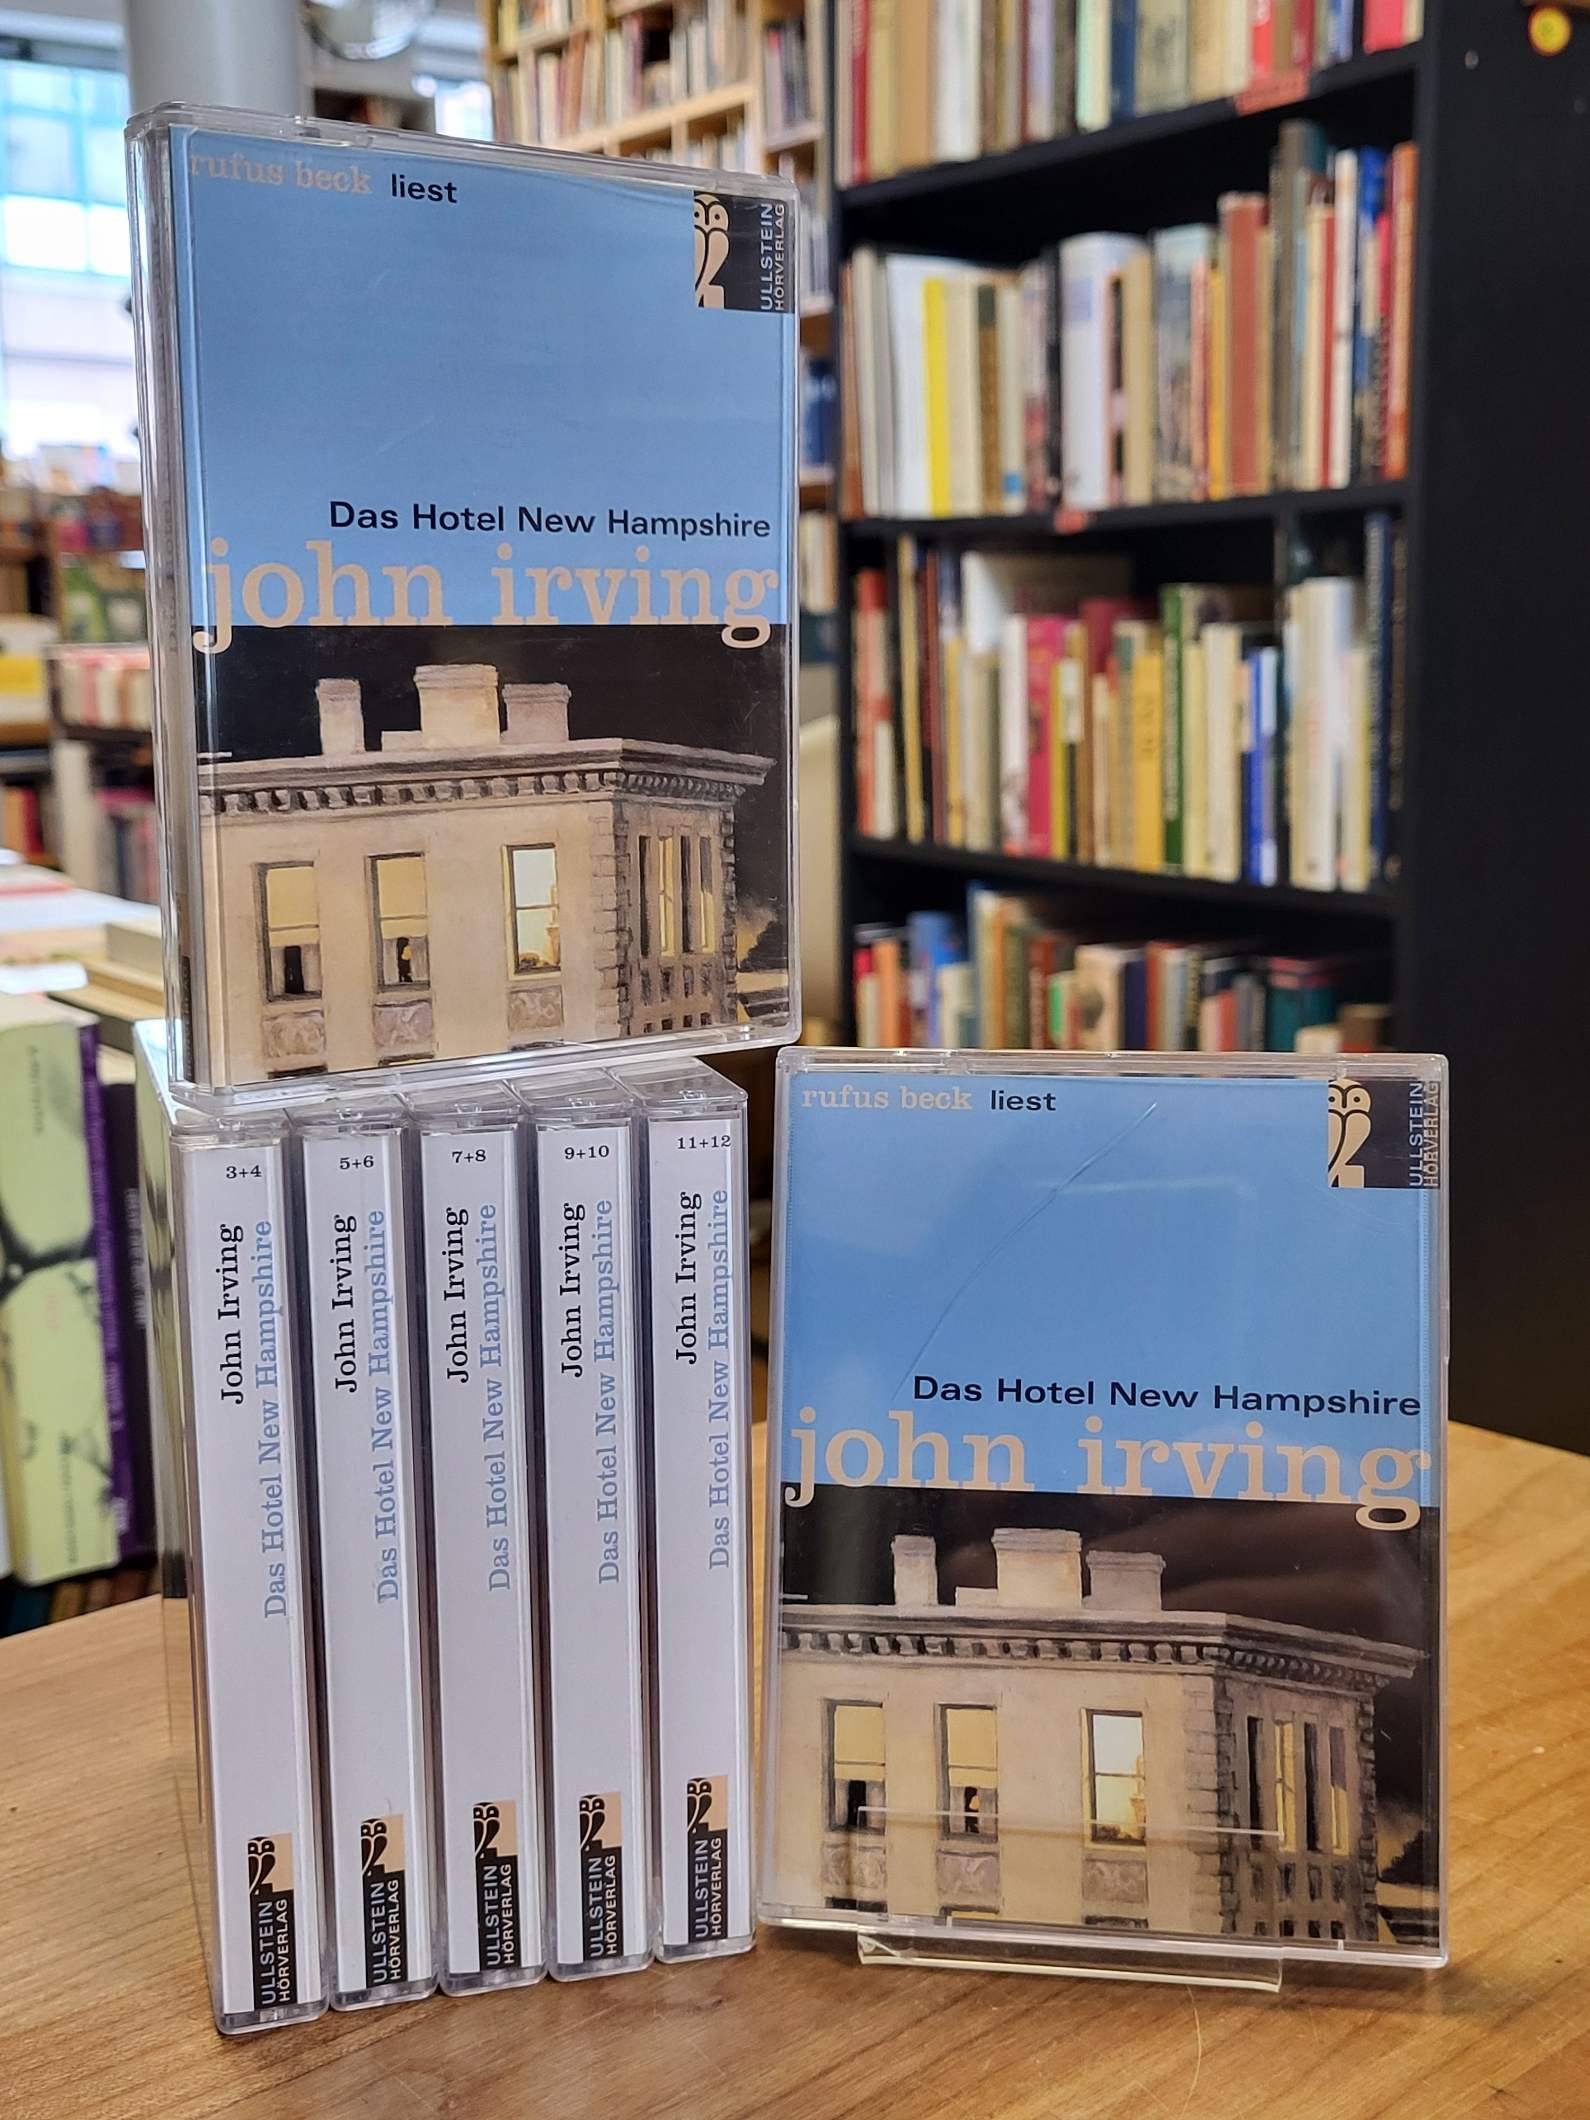 rufus beck liest
ULLSTEIN
HÖRVERLAG
Das Hotel New Hampshire
john irving
3+4
John Irving
Das Hotel New Hampshire
ULLSTEIN
HÖRVERLAG
5+6
John Irving
Das Hotel New Hampshire
ULLSTEIN
HÖRVERLAG
7+8
John Irving
Das Hotel New Hampshire
ULLSTEIN
HÖRVERLAG
9+10
John Irving
Das Hotel New Hampshire
ULLSTEIN
HÖRVERLAG
11+12
John Irving
Das Hotel New Hampshire
ULLSTEIN
HÖRVERLAG
rufus beck liest
ULLSTEIN
HÖRVERLAG
Das Hotel New Hampshire
john irving